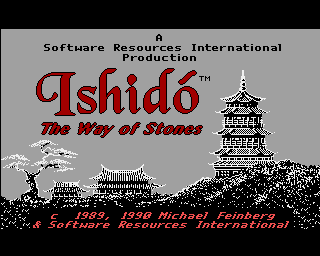 A
Software Resources International
Production
Ishidó™
The Way of Stones
c 1989, 1990 Michael Feinberg
& Software Resources International